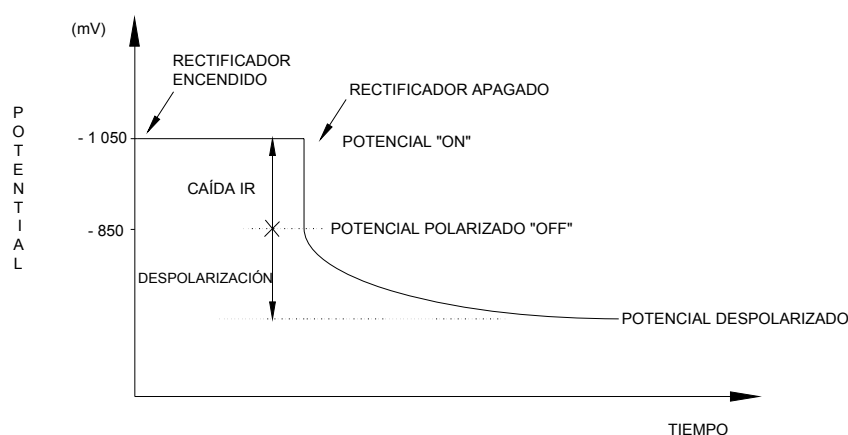 (mV)
RECTIFICADOR
ENCENDIDO
RECTIFICADOR APAGADO
POTENTIAL
- 1 050
POTENCIAL "ON"
CAÍDA IR
- 850
POTENCIAL POLARIZADO "OFF"
DESPOLARIZACIÓN
POTENCIAL DESPOLARIZADO
TIEMPO